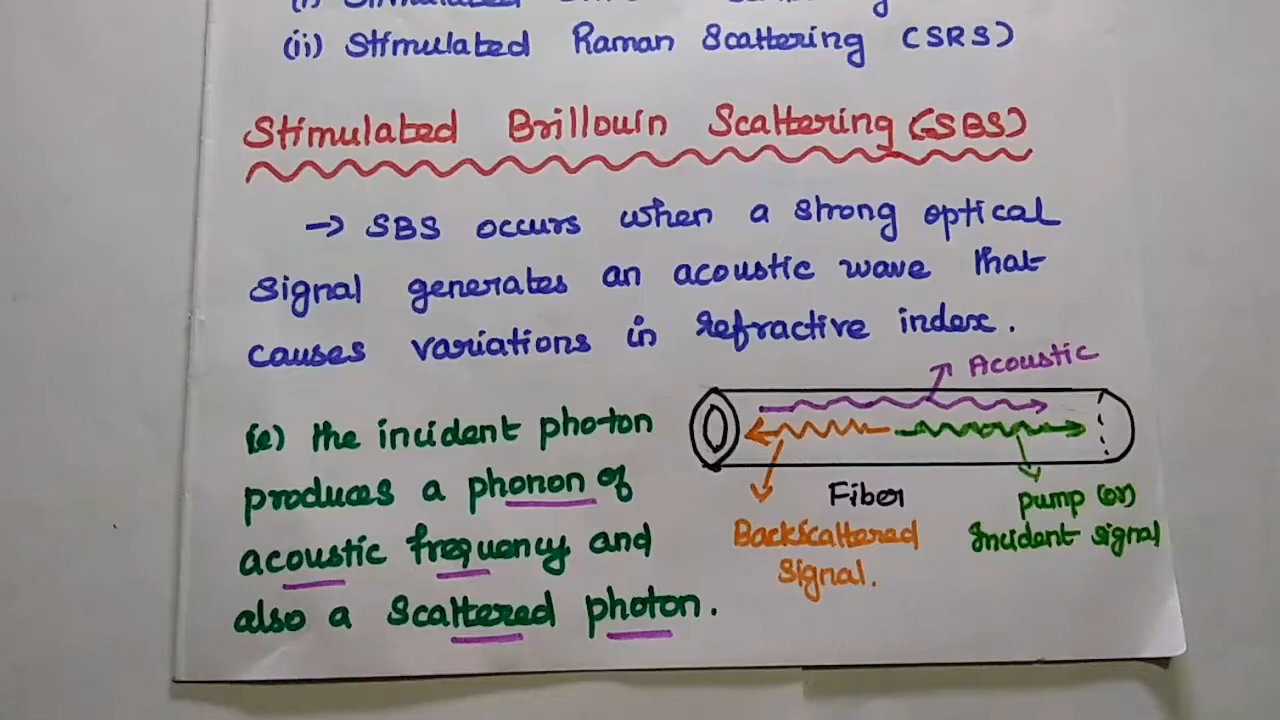 (i) Stimulated
(ii) Stimulated Raman Scattering (SRS)
Stimulated Brillouin Scattering (SBS)
→ SBS occurs when a strong optical
signal generates an acoustic wave that
causes variations in refractive index.
Acoustic
(ie) the incident photon
produces a phonon of
acoustic frequency and
also a scattered photon.
Fiber
Backscattered
signal.
pump (or)
Incident signal